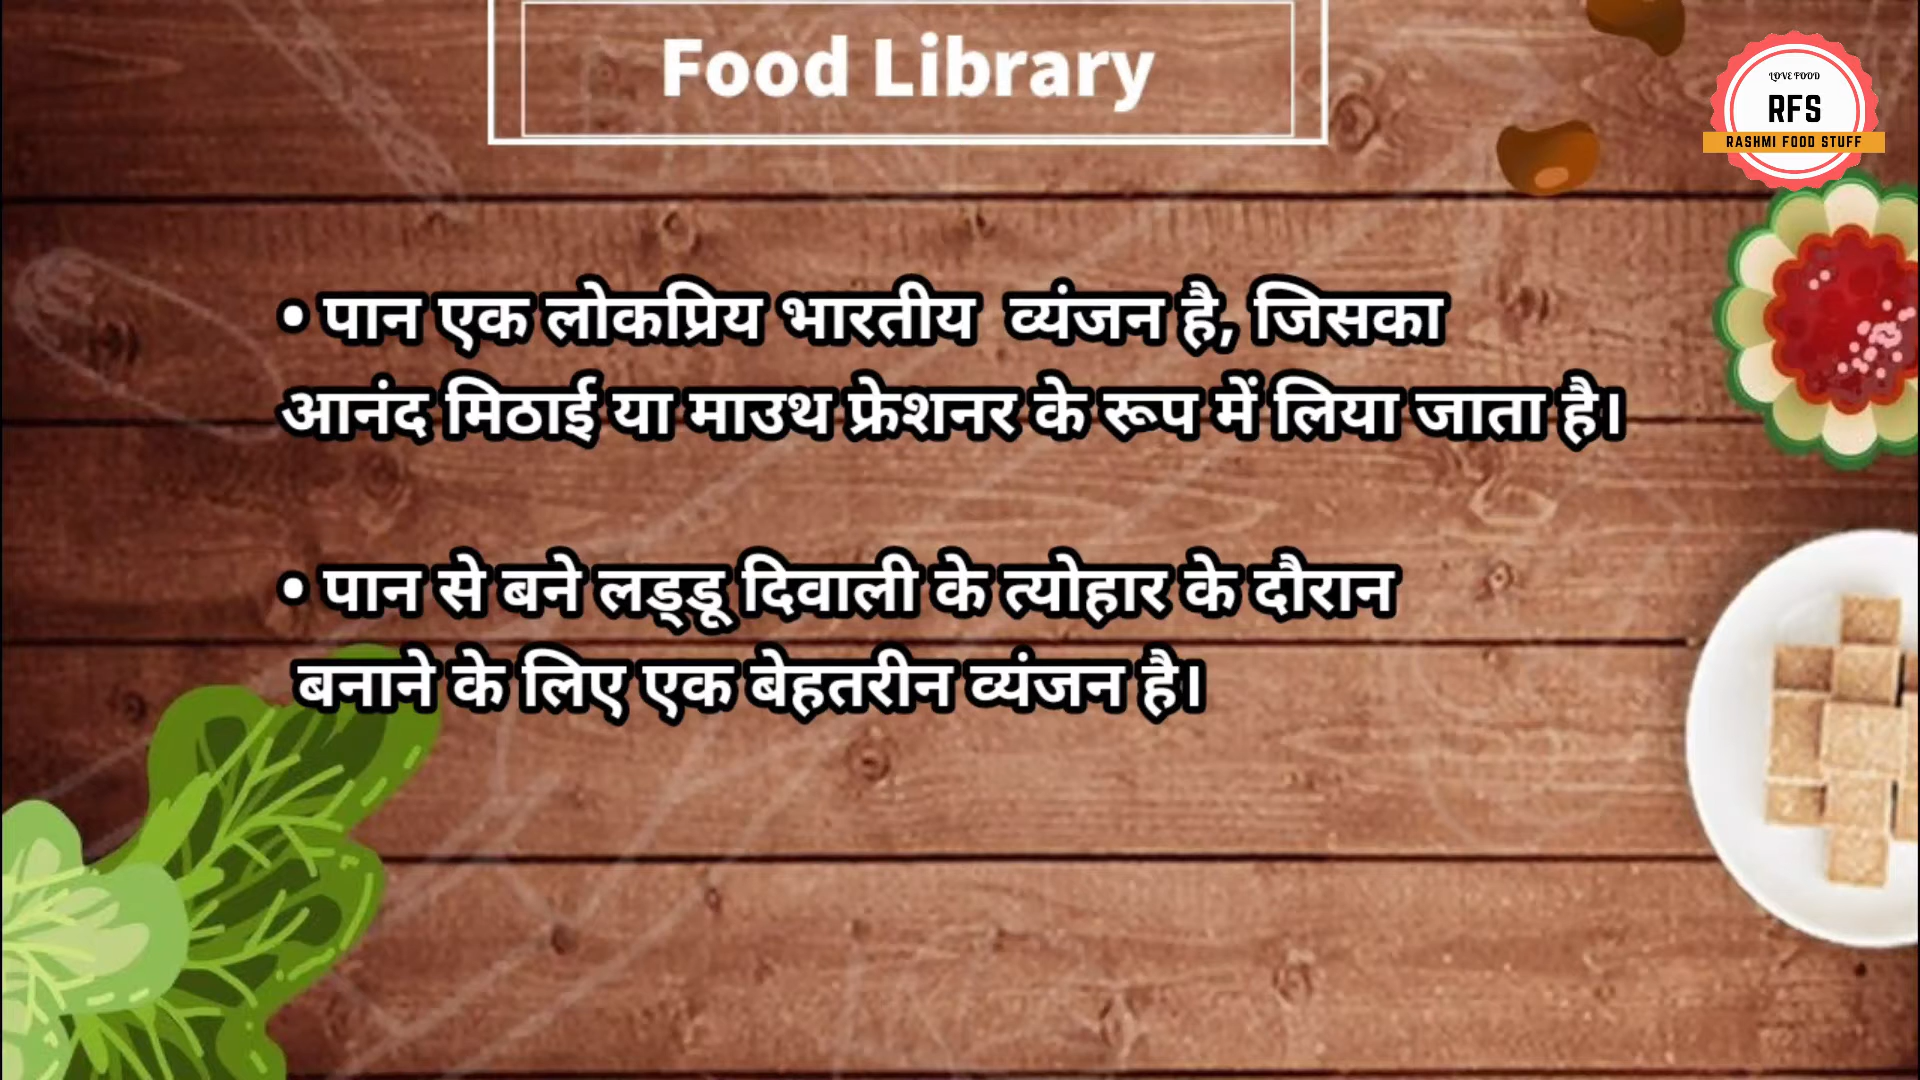 Food Library
LOVE FOOD
RFS
RASHMI FOOD STUFF
• पान एक लोकप्रिय भारतीय व्यंजन है, जिसका
आनंद मिठाई या माउथ फ्रेशनर के रूप में लिया जाता है।
• पान से बने लड्डू दिवाली के त्योहार के दौरान
बनाने के लिए एक बेहतरीन व्यंजन है।